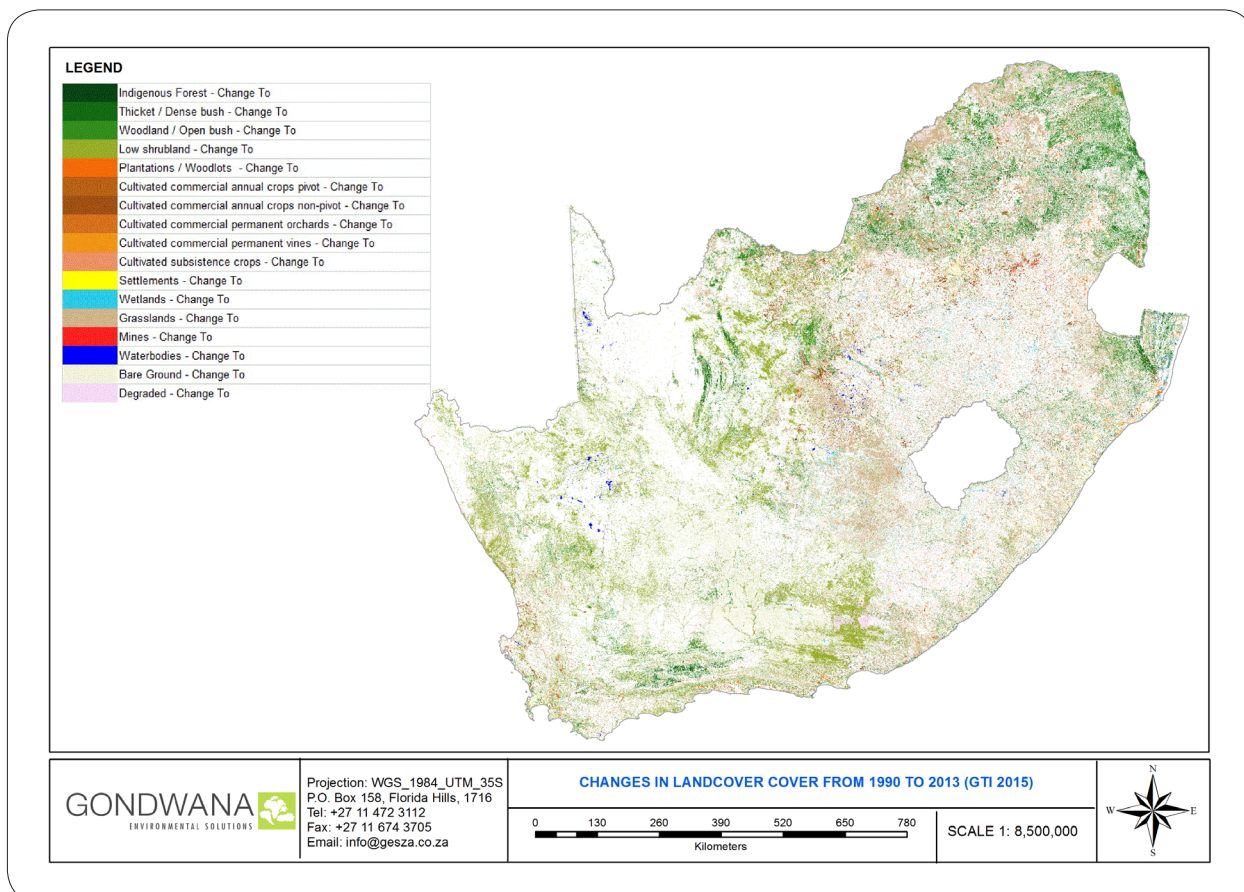 LEGEND
Indigenous Forest - Change To
Thicket / Dense bush - Change To
Woodland / Open bush - Change To
Low shrubland - Change To
Plantations / Woodlots - Change To
Cultivated commercial annual crops pivot - Change To
Cultivated commercial annual crops non-pivot - Change To
Cultivated commercial permanent orchards - Change To
Cultivated commercial permanent vines - Change To
Cultivated subsistence crops - Change To
Settlements - Change To
Wetlands - Change To
Grasslands - Change To
Mines - Change To
Waterbodies - Change To
Bare Ground - Change To
Degraded - Change To
GONDWANA
ENVIRONMENTAL SOLUTIONS
Projection: WGS_1984_UTM_35S
P.O. Box 158, Florida Hills, 1716
Tel: +27 11 472 3112
Fax: +27 11 674 3705
Email: info@gesza.co.za
CHANGES IN LANDCOVER COVER FROM 1990 TO 2013 (GTI 2015)
0 130 260 390 520 650 780
Kilometers
SCALE 1: 8,500,000
N
W E
S